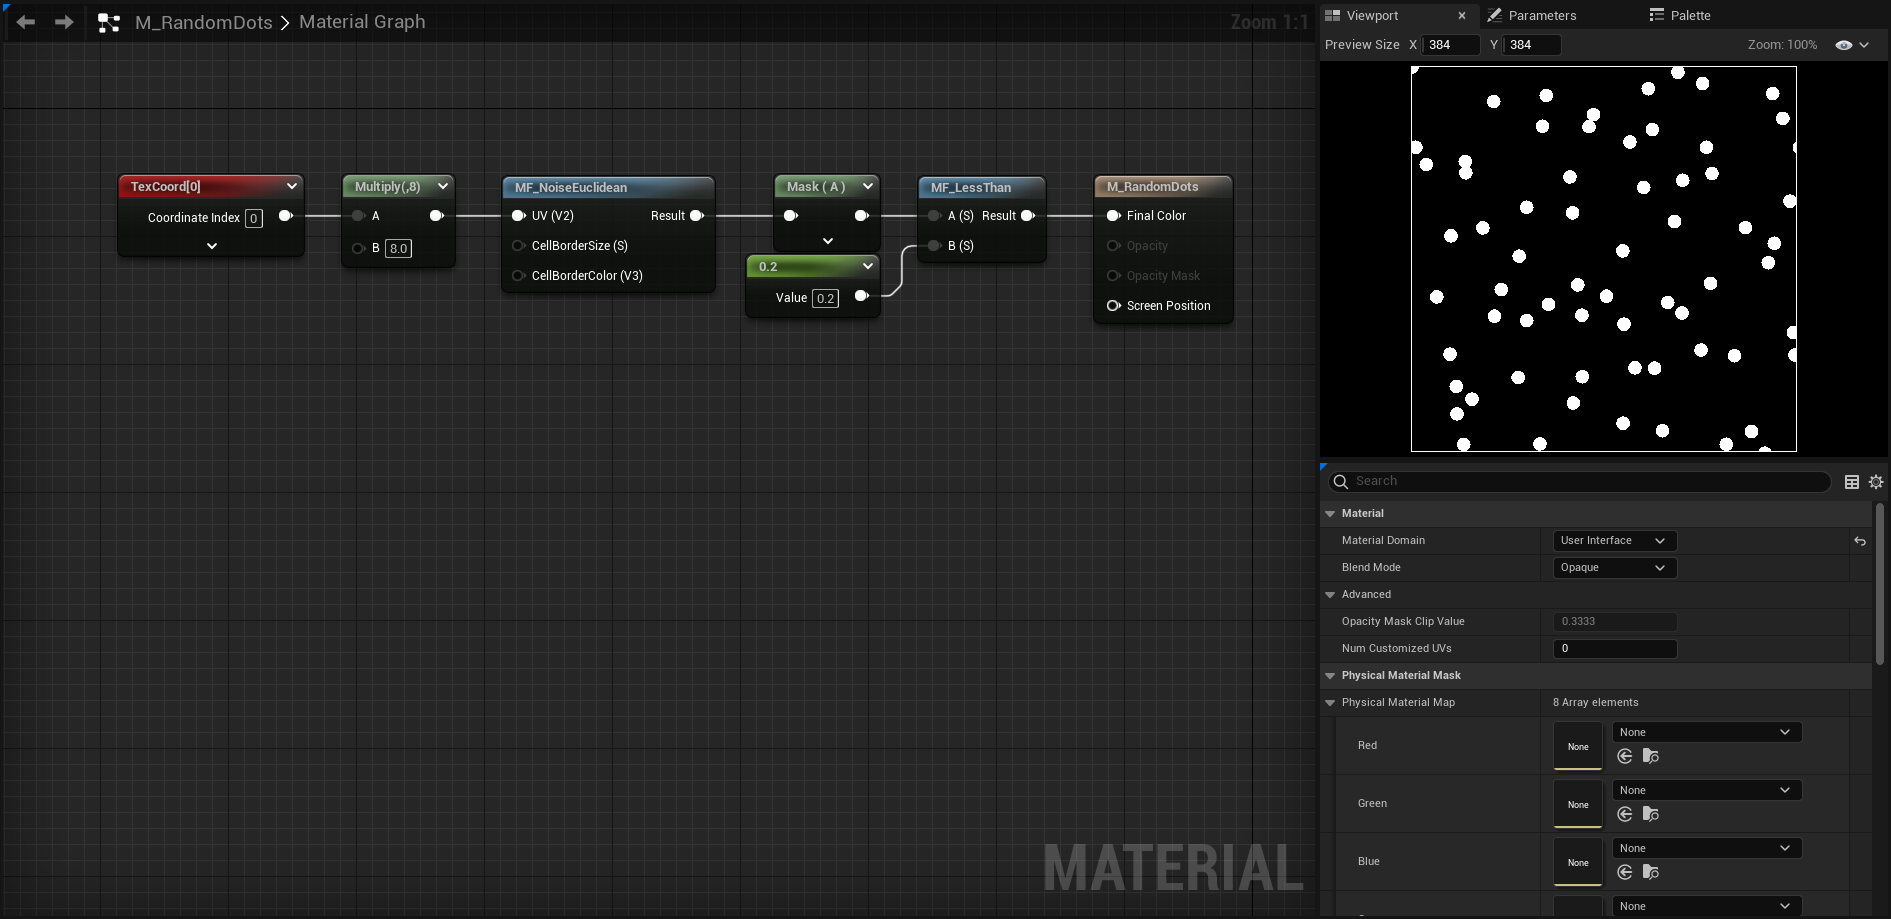 M_RandomDots > Material Graph
Zoom 1:1
TexCoord[0]
Coordinate Index 0
Multiply(,8)
A
B 8.0
MF_NoiseEuclidean
UV (V2) Result
CellBorderSize (S)
CellBorderColor (V3)
Mask ( A )
0.2
Value 0.2
MF_LessThan
A (S) Result
B (S)
M_RandomDots
Final Color
Opacity
Opacity Mask
Screen Position
MATERIAL
Viewport
Parameters
Palette
Preview Size X 384 Y 384 Zoom: 100%
Search
Material
Material Domain User Interface
Blend Mode Opaque
Advanced
Opacity Mask Clip Value 0.3333
Num Customized UVs 0
Physical Material Mask
Physical Material Map 8 Array elements
Red None None
Green None None
Blue None None
None